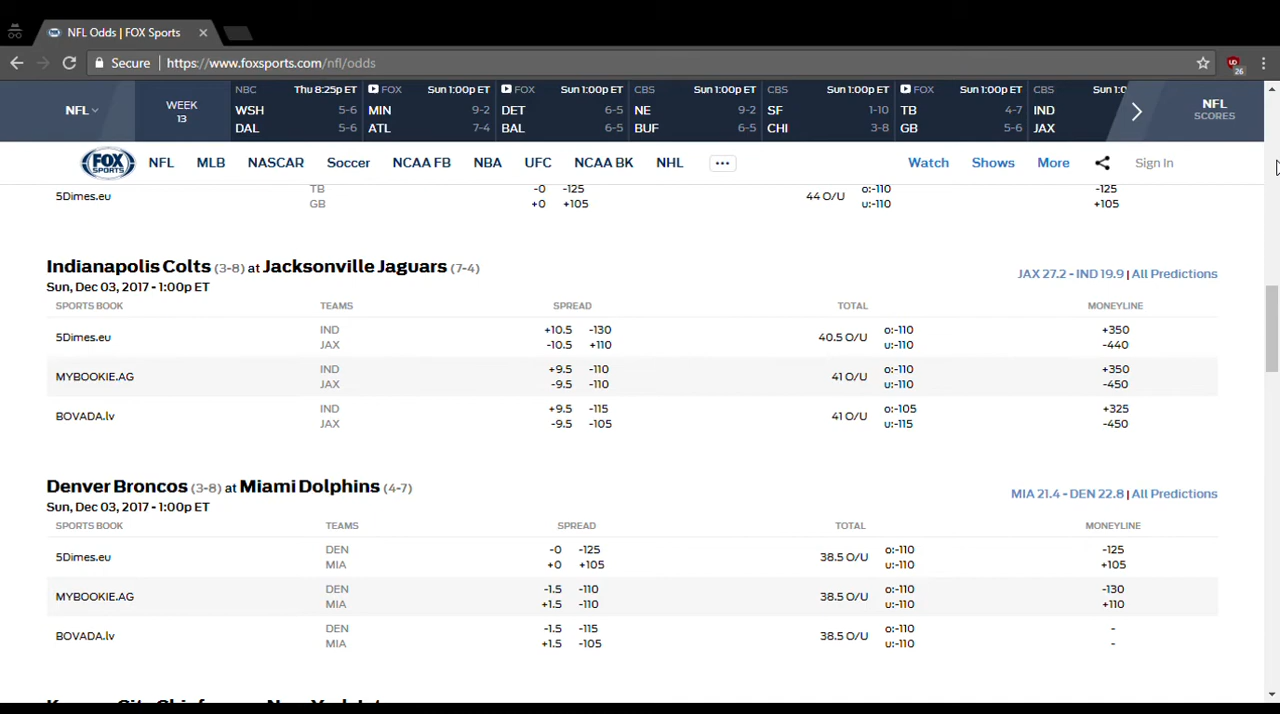 NFL Odds | FOX Sports
Secure | https://www.foxsports.com/nfl/odds
26
NFL
WEEK
13
NBC Thu 8:25p ET
WSH 5-6
DAL 5-6
FOX Sun 1:00p ET
MIN 9-2
ATL 7-4
FOX Sun 1:00p ET
DET 6-5
BAL 6-5
CBS Sun 1:00p ET
NE 9-2
BUF 6-5
CBS Sun 1:00p ET
SF 1-10
CHI 3-8
FOX Sun 1:00p ET
TB 4-7
GB 5-6
CBS Sun 1:0
IND
JAX
NFL
SCORES
FOX SPORTS NFL MLB NASCAR Soccer NCAA FB NBA UFC NCAA BK NHL ... Watch Shows More Sign In
5Dimes.eu 44 O/U
TB -0 -125 o:-110 -125
GB +0 +105 u:-110 +105
Indianapolis Colts (3-8) at Jacksonville Jaguars (7-4)
JAX 27.2 - IND 19.9 | All Predictions
Sun, Dec 03, 2017 - 1:00p ET
SPORTS BOOK TEAMS SPREAD TOTAL MONEYLINE
5Dimes.eu 40.5 O/U
IND +10.5 -130 o:-110 +350
JAX -10.5 +110 u:-110 -440
MYBOOKIE.AG 41 O/U
IND +9.5 -110 o:-110 +350
JAX -9.5 -110 u:-110 -450
BOVADA.lv 41 O/U
IND +9.5 -115 o:-105 +325
JAX -9.5 -105 u:-115 -450
Denver Broncos (3-8) at Miami Dolphins (4-7)
MIA 21.4 - DEN 22.8 | All Predictions
Sun, Dec 03, 2017 - 1:00p ET
SPORTS BOOK TEAMS SPREAD TOTAL MONEYLINE
5Dimes.eu 38.5 O/U
DEN -0 -125 o:-110 -125
MIA +0 +105 u:-110 +105
MYBOOKIE.AG 38.5 O/U
DEN -1.5 -110 o:-110 -130
MIA +1.5 -110 u:-110 +110
BOVADA.lv 38.5 O/U
DEN -1.5 -115 o:-110 -
MIA +1.5 -105 u:-110 -